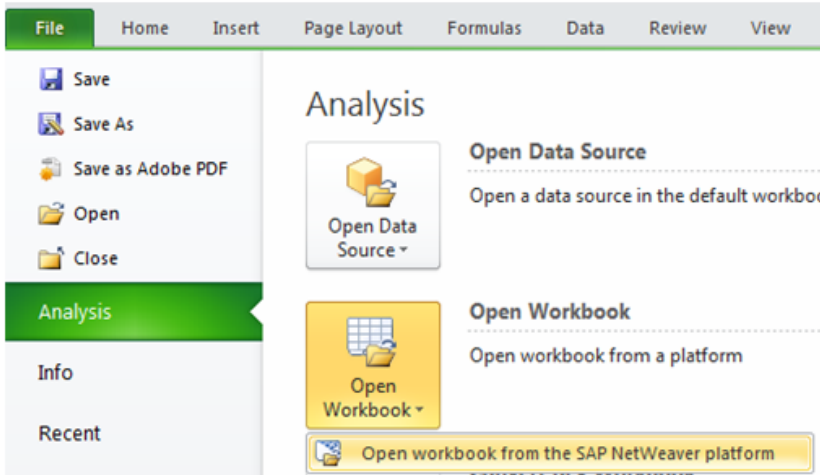 File Home Insert Page Layout Formulas Data Review View
Save
Save As
Save as Adobe PDF
Open
Close
Analysis
Info
Recent
Analysis
Open Data Source
Open a data source in the default
Open Data
Source
Open Workbook
Open workbook from a platform
Open
Workbook
Open workbook from the SAP NetWeaver platform